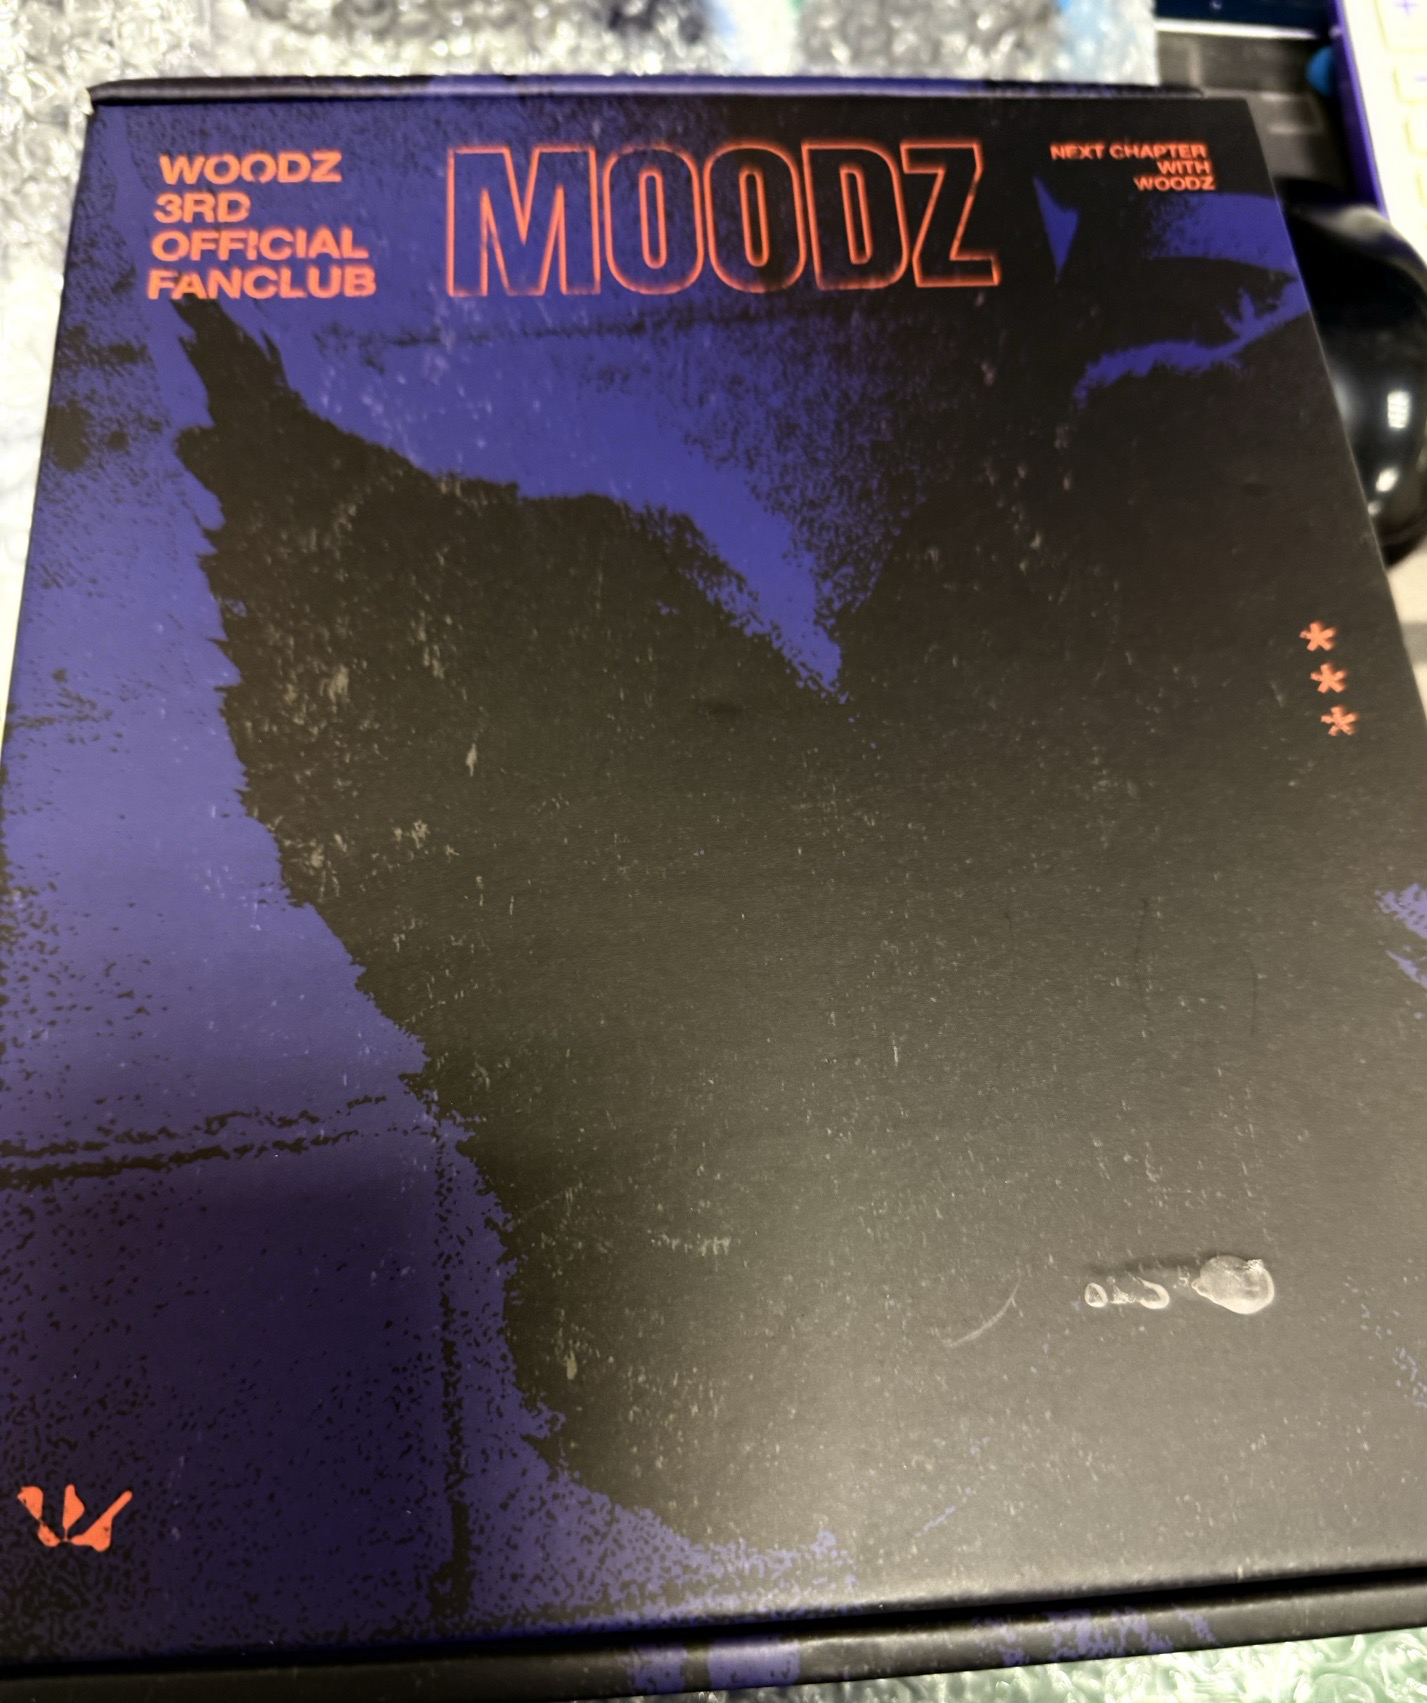 WOODZ
3RD
OFFICIAL
FANCLUB
MOODZ
NEXT CHAPTER
WITH
WOODZ
*
*
*